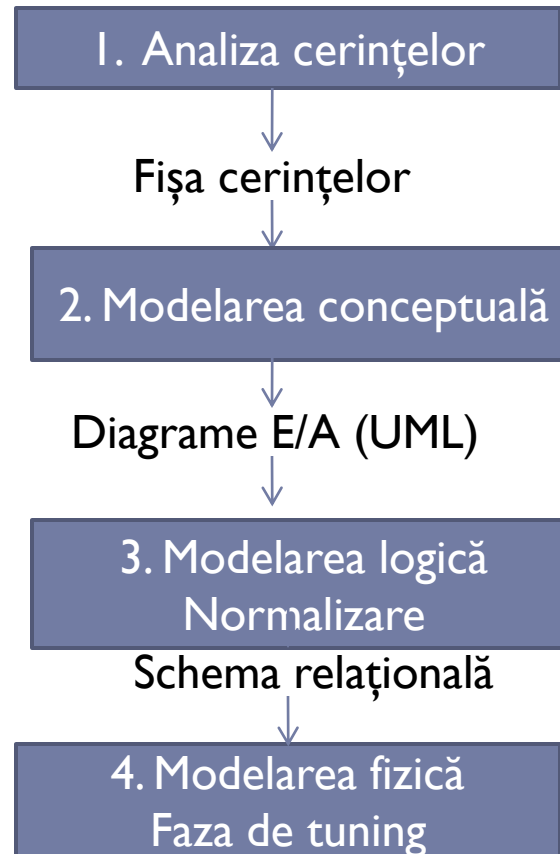 1. Analiza cerințelor
Fișa cerințelor
2. Modelarea conceptuală
Diagrame E/A (UML)
3. Modelarea logică
Normalizare
Schema relațională
4. Modelarea fizică
Faza de tuning